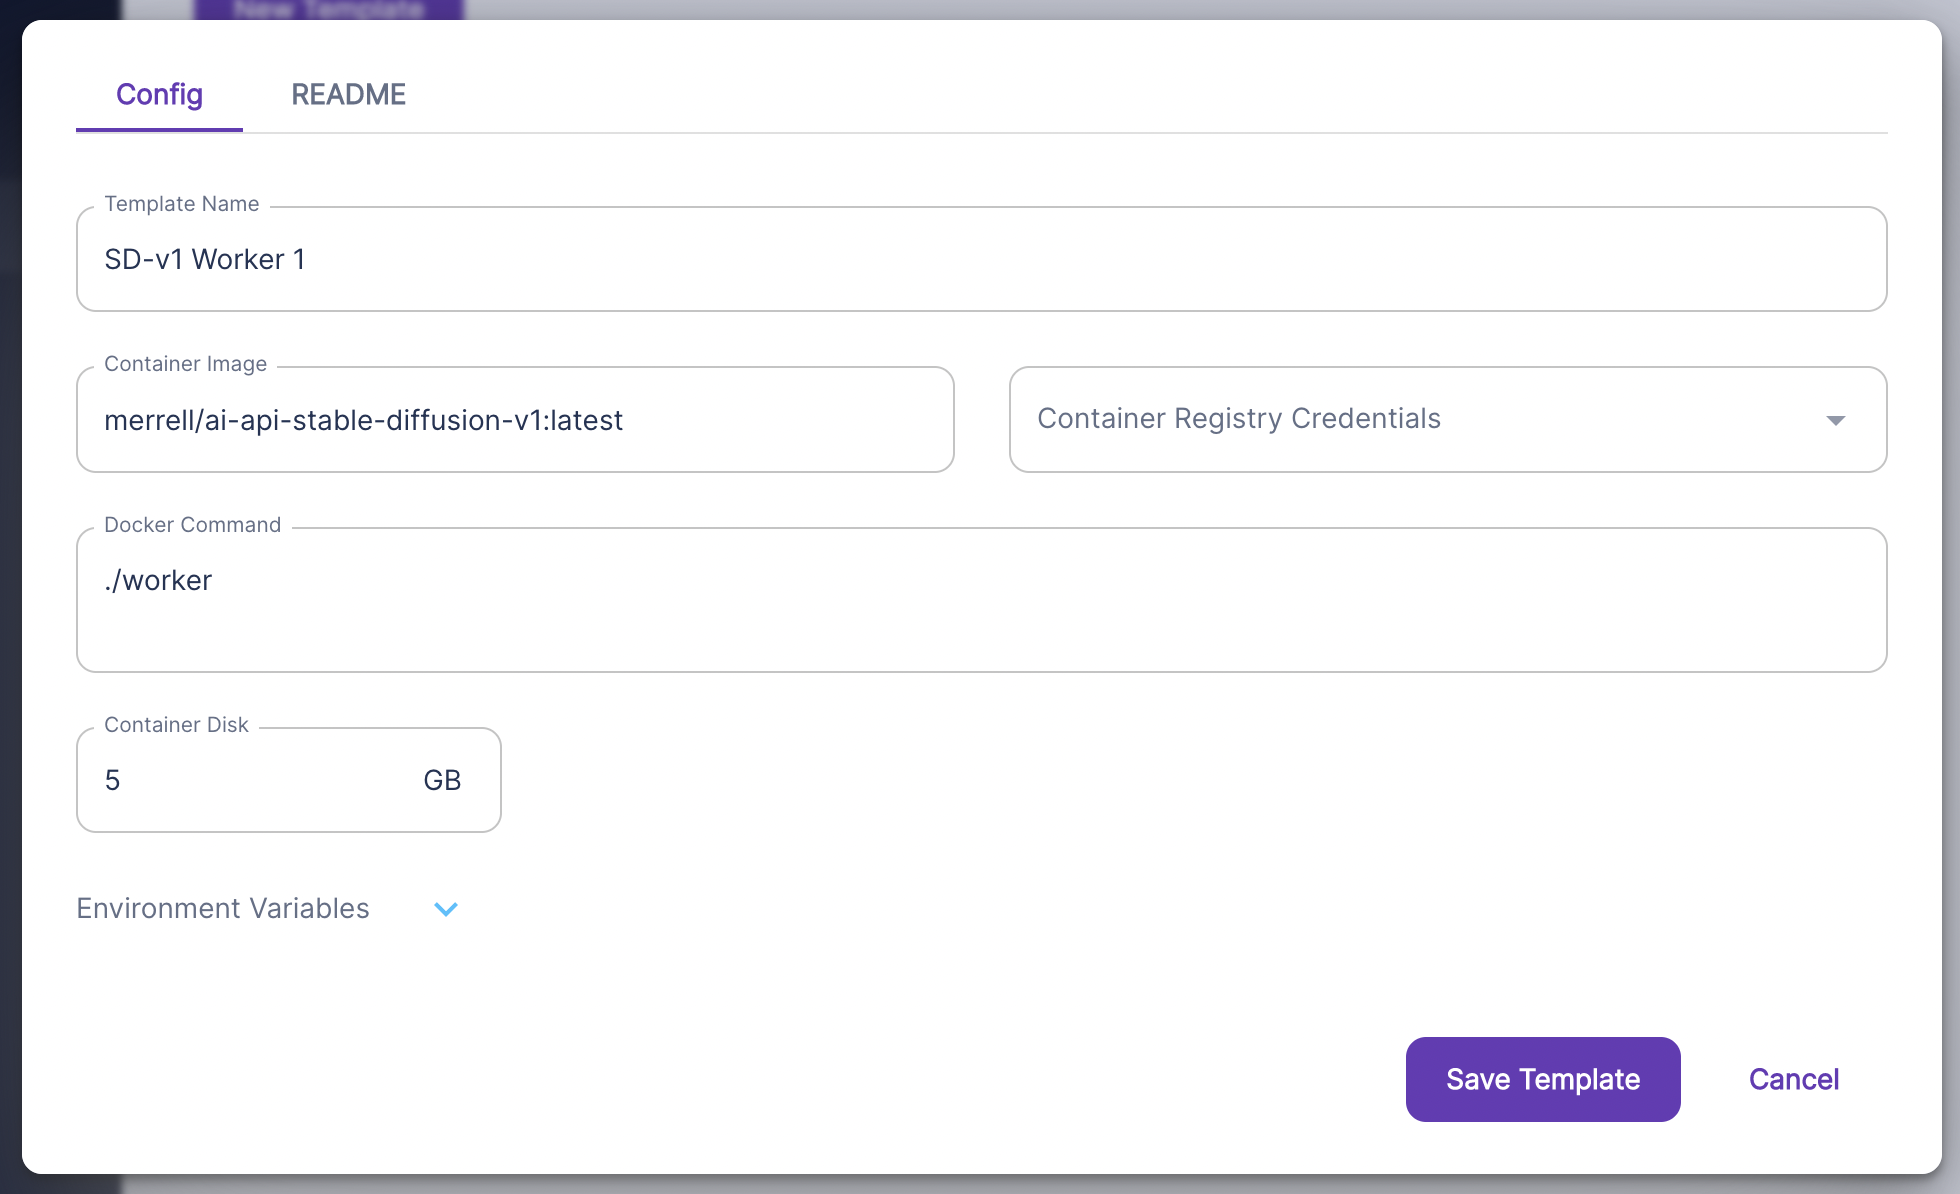 New Template
Config
README
Template Name
SD-v1 Worker 1
Container Image
merrell/ai-api-stable-diffusion-v1:latest
Container Registry Credentials
Docker Command
./worker
Container Disk
5 GB
Environment Variables
Save Template
Cancel